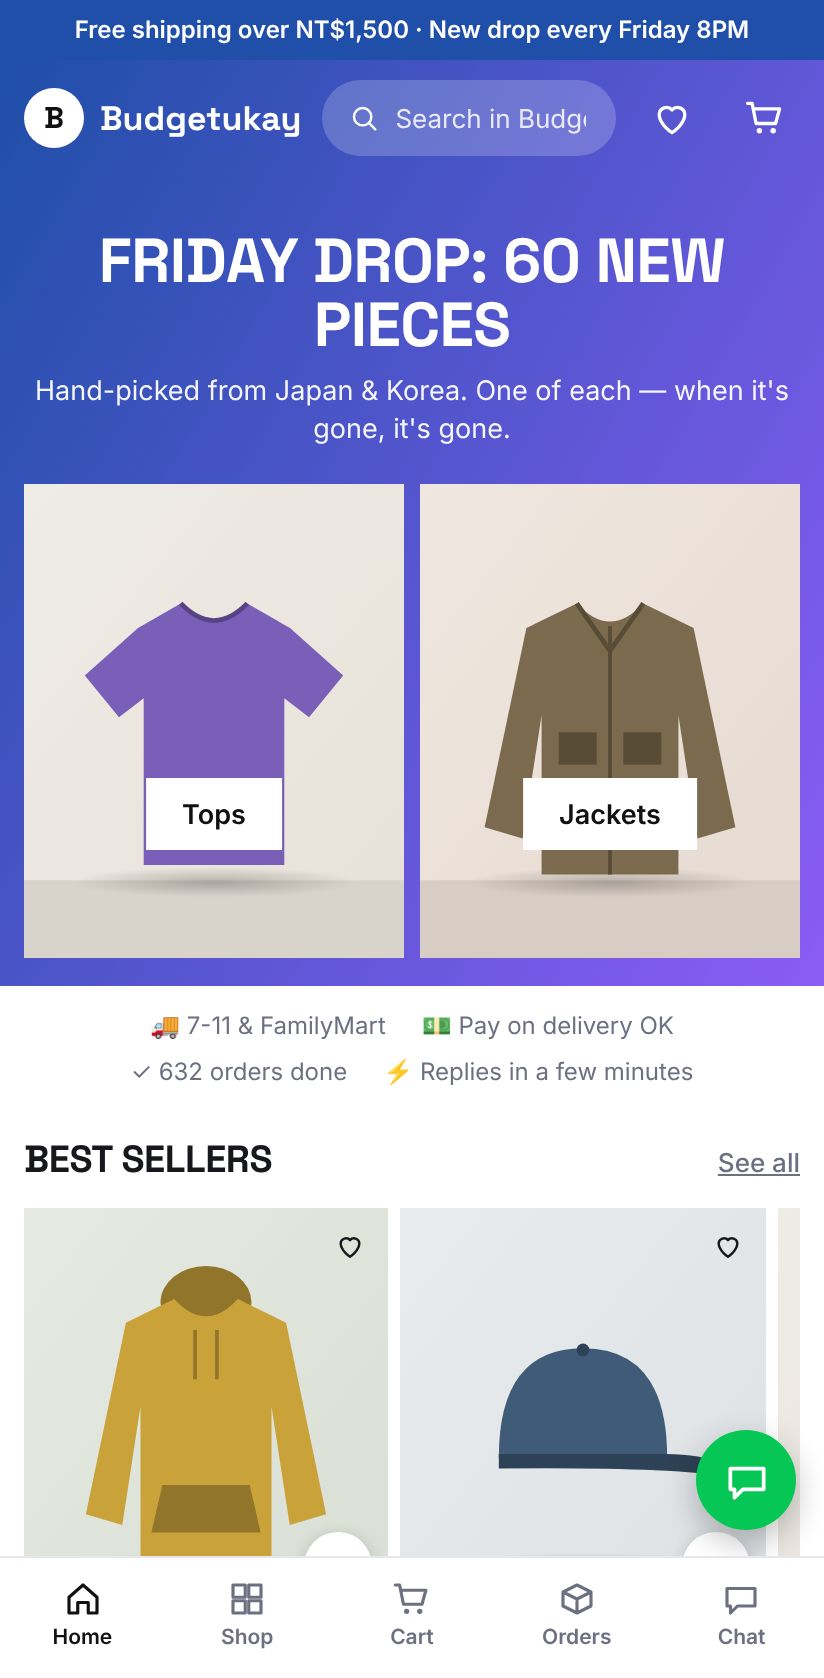 Free shipping over NT$1,500 · New drop every Friday 8PM
B Budgetukay
Search in Budg
FRIDAY DROP: 60 NEW
PIECES
Hand-picked from Japan & Korea. One of each — when it's
gone, it's gone.
Tops
Jackets
🚚 7-11 & FamilyMart 💵 Pay on delivery OK
✓ 632 orders done ⚡ Replies in a few minutes
BEST SELLERS
See all
Home Shop Cart Orders Chat